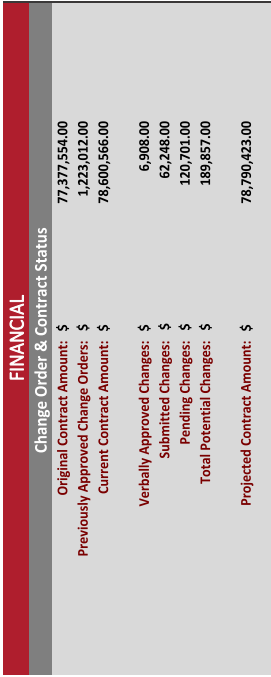 FINANCIAL
Change Order & Contract Status
Original Contract Amount: $ 77,377,554.00
Previously Approved Change Orders: $ 1,223,012.00
Current Contract Amount: $ 78,600,566.00
Verbally Approved Changes: $ 6,908.00
Submitted Changes: $ 62,248.00
Pending Changes: $ 120,701.00
Total Potential Changes: $ 189,857.00
Projected Contract Amount: $ 78,790,423.00